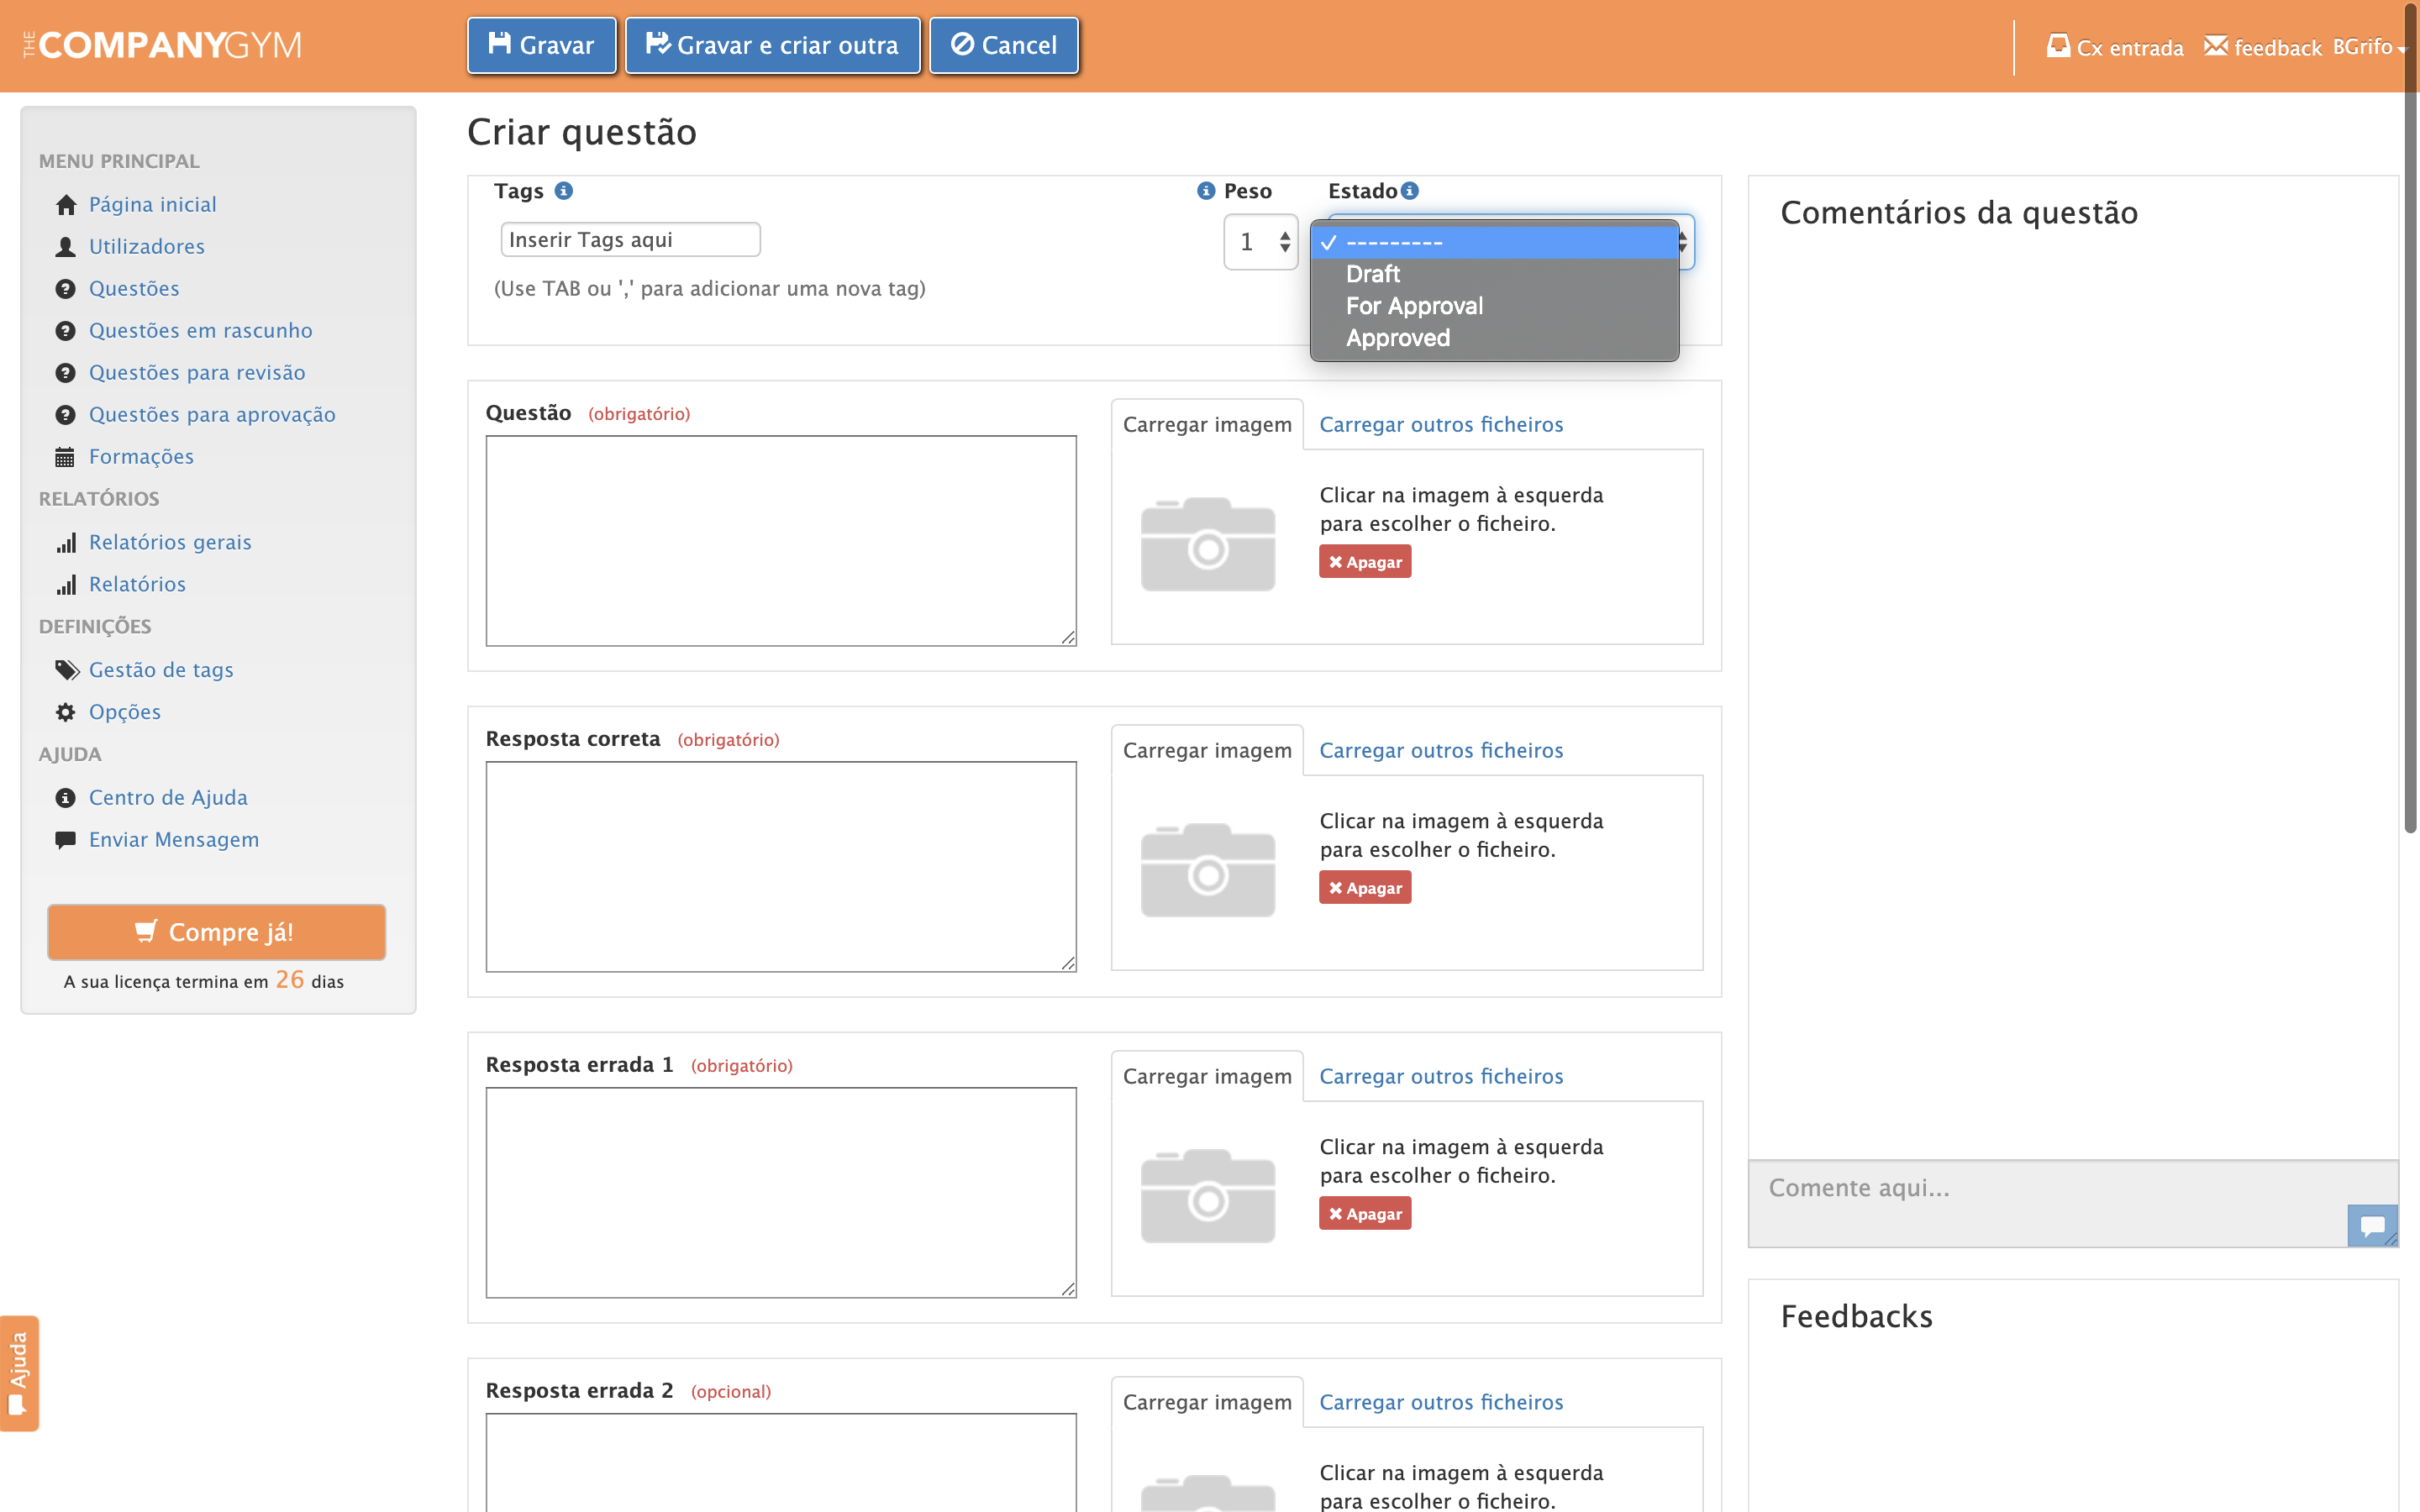 THE COMPANYGYM
Gravar
Gravar e criar outra
Cancel
Cx entrada
feedback
BGrifo
MENU PRINCIPAL
Página inicial
Utilizadores
Questões
Questões em rascunho
Questões para revisão
Questões para aprovação
Formações
RELATÓRIOS
Relatórios gerais
Relatórios
DEFINIÇÕES
Gestão de tags
Opções
AJUDA
Centro de Ajuda
Enviar Mensagem
Compre já!
A sua licença termina em 26 dias
Ajuda
Criar questão
Tags
Inserir Tags aqui
(Use TAB ou ',' para adicionar uma nova tag)
Peso
1
Estado
---------
Draft
For Approval
Approved
Questão (obrigatório)
Carregar imagem
Carregar outros ficheiros
Clicar na imagem à esquerda
para escolher o ficheiro.
Apagar
Resposta correta (obrigatório)
Carregar imagem
Carregar outros ficheiros
Clicar na imagem à esquerda
para escolher o ficheiro.
Apagar
Resposta errada 1 (obrigatório)
Carregar imagem
Carregar outros ficheiros
Clicar na imagem à esquerda
para escolher o ficheiro.
Apagar
Resposta errada 2 (opcional)
Carregar imagem
Carregar outros ficheiros
Clicar na imagem à esquerda
para escolher o ficheiro.
Comentários da questão
Comente aqui...
Feedbacks